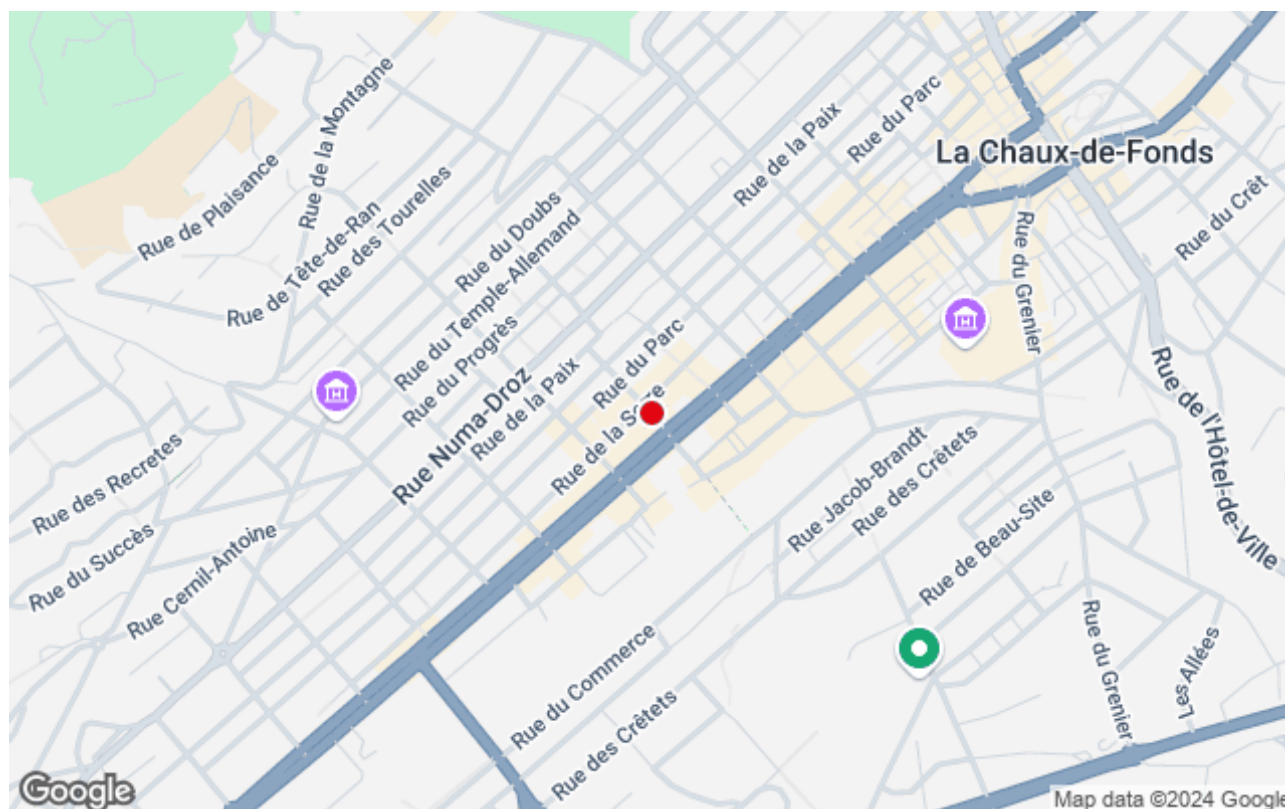 Rue du Parc
Rue de la Paix
La Chaux-de-Fonds
Rue de la Montagne
Rue de Plaisance
Rue du Crêt
Rue de Tête-de-Ran
Rue des Tourelles
Rue du Doubs
Rue du Temple-Allemand
Rue du Grenier
Rue du Progrès
Rue du Parc
Rue de la Paix
Rue Numa-Droz
Rue de la
Rue de l'Hôtel-de-Ville
Rue des Recretes
Rue Jacob-Brandt
Rue des Crêtets
Rue de Beau-Site
Rue du Succès
Rue Cernil-Antoine
Rue du Commerce
Rue du Grenier
Les Allées
Rue des Crêtets
Google
Map data ©2024 Google